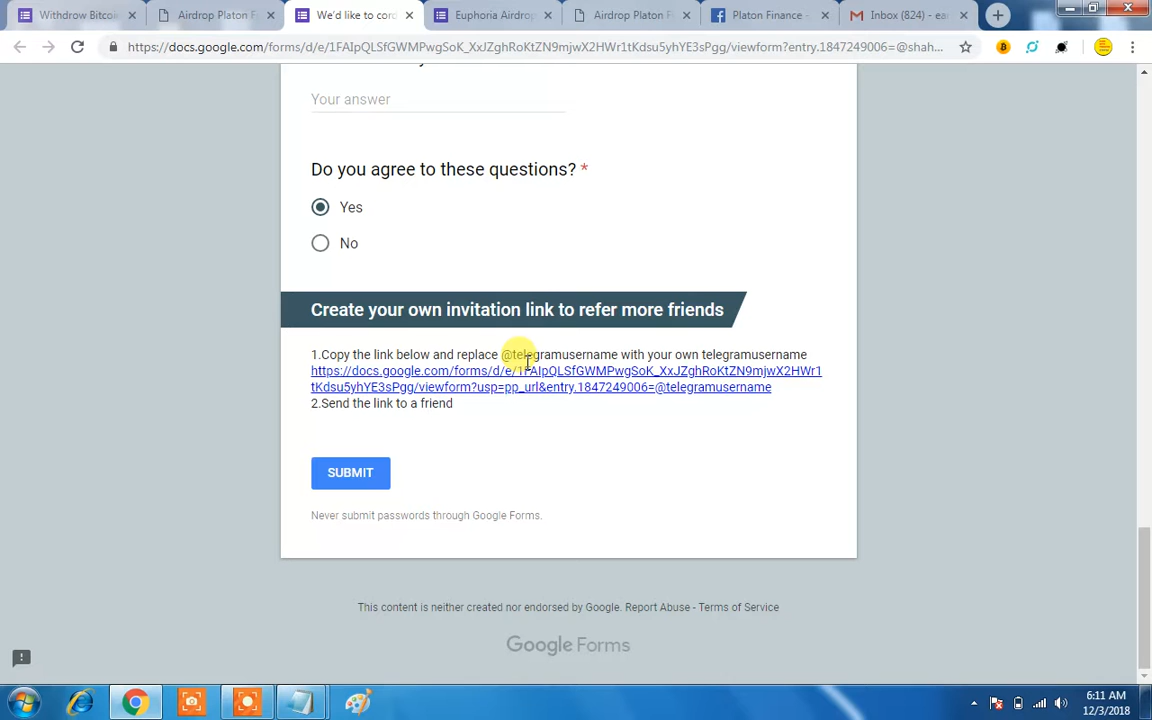 Withdrow Bitcoi
Airdrop Platon F
We'd like to cor
Euphoria Airdrop
Airdrop Platon F
Platon Finance -
Inbox (824) - ea
https://docs.google.com/forms/d/e/1FAIpQLSfGWMPwgSoK_XxJZghRoKtZN9mjwX2HWr1tKdsu5yhYE3sPgg/viewform?entry.1847249006=@shah...
Your answer
Do you agree to these questions? *
Yes
No
Create your own invitation link to refer more friends
1.Copy the link below and replace @telegramusername with your own telegramusername
https://docs.google.com/forms/d/e/1FAIpQLSfGWMPwgSoK_XxJZghRoKtZN9mjwX2HWr1
tKdsu5yhYE3sPgg/viewform?usp=pp_url&entry.1847249006=@telegramusername
2.Send the link to a friend
SUBMIT
Never submit passwords through Google Forms.
This content is neither created nor endorsed by Google. Report Abuse - Terms of Service
Google Forms
6:11 AM
12/3/2018